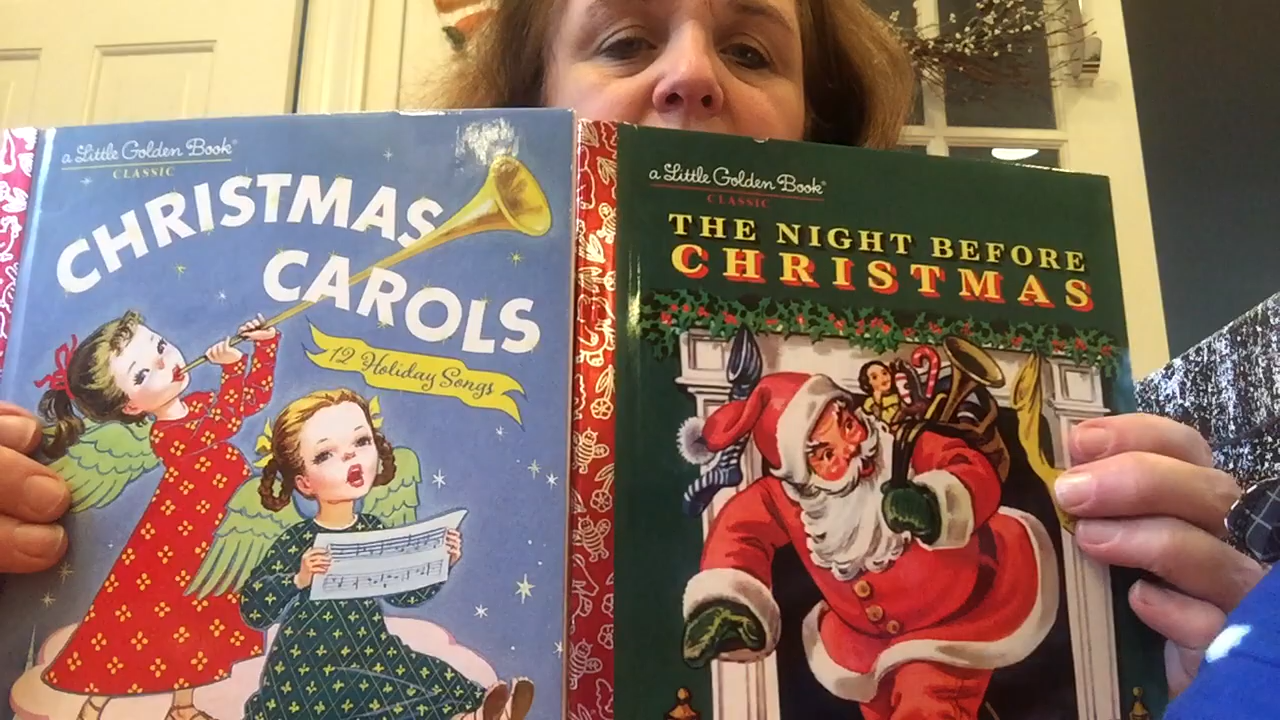 a Little Golden Book®
CLASSIC
CHRISTMAS
CAROLS
12 Holiday Songs
a Little Golden Book®
CLASSIC
THE NIGHT BEFORE
CHRISTMAS